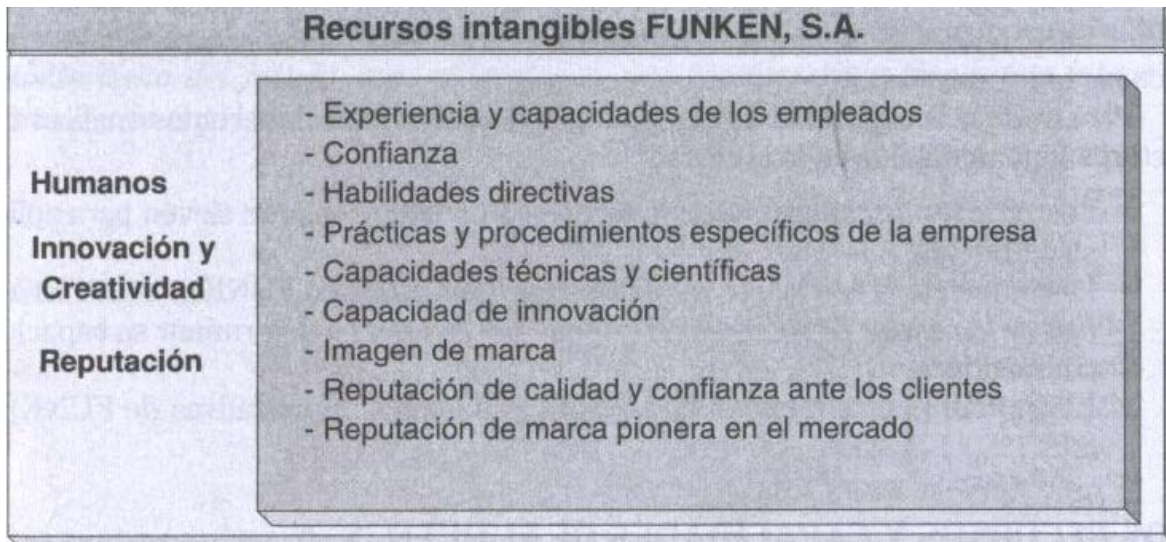 Recursos intangibles FUNKEN, S.A.
Humanos
Innovación y
Creatividad
Reputación
- Experiencia y capacidades de los empleados
- Confianza
- Habilidades directivas
- Prácticas y procedimientos específicos de la empresa
- Capacidades técnicas y científicas
- Capacidad de innovación
- Imagen de marca
- Reputación de calidad y confianza ante los clientes
- Reputación de marca pionera en el mercado